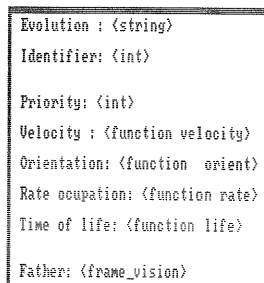 Evolution : <string>
Identifier: <int>
Priority: <int>
Velocity : <function velocity>
Orientation: <function orient>
Rate ocupation: <function rate>
Time of life: <function life>
Father: <frame_vision>